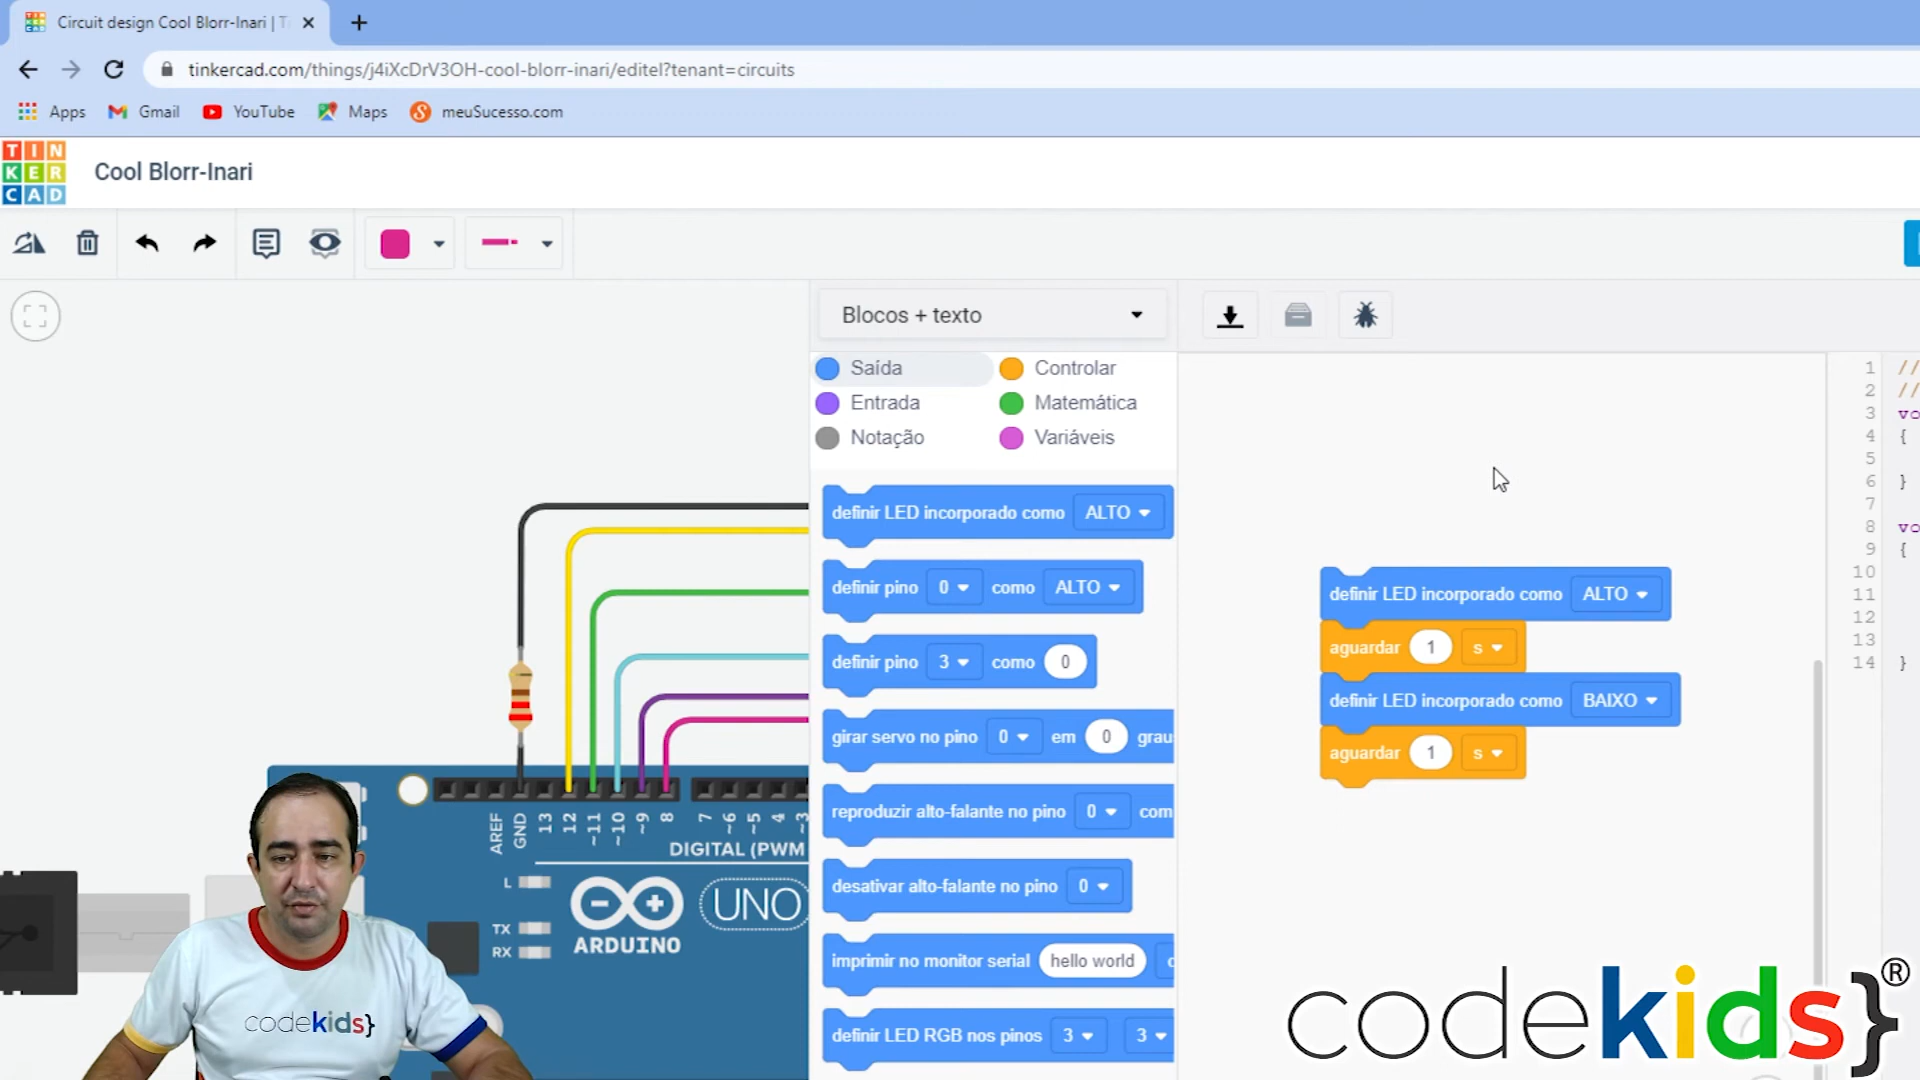 Circuit design Cool Blorr-Inari | T
tinkercad.com/things/j4iXcDrV3OH-cool-blorr-inari/editel?tenant=circuits
Apps Gmail YouTube Maps meuSucesso.com
TIN
KER
CAD
Cool Blorr-Inari
Blocos + texto
Saída Controlar
Entrada Matemática
Notação Variáveis
definir LED incorporado como ALTO
definir pino 0 como ALTO
definir pino 3 como 0
girar servo no pino 0 em 0 grau
reproduzir alto-falante no pino 0 com
desativar alto-falante no pino 0
imprimir no monitor serial hello world
definir LED RGB nos pinos 3 3
definir LED incorporado como ALTO
aguardar 1 s
definir LED incorporado como BAIXO
aguardar 1 s
1 //
2 //
3 vo
4 {
5
6 }
7
8 vo
9 {
10
11
12
13
14 }
AREF GND 13 12 ~11 ~10 ~9 8 7 ~6 ~5 4 ~3
DIGITAL (PWM
L
TX
RX
ARDUINO
UNO
codekids}
codekids}®